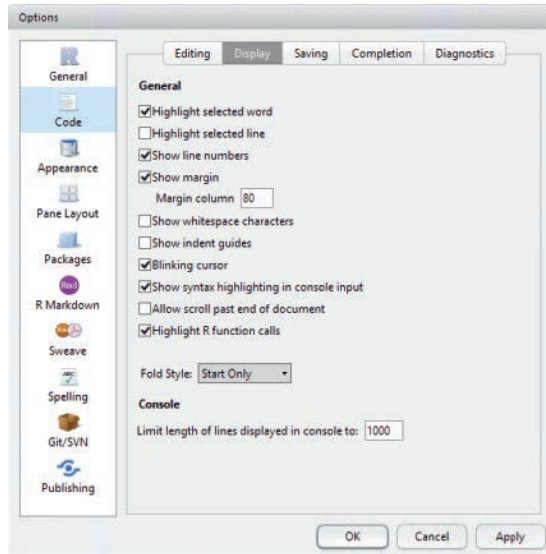 Options
General
Code
Appearance
Pane Layout
Packages
R Markdown
Sweave
Spelling
Git/SVN
Publishing
Editing Display Saving Completion Diagnostics
General
Highlight selected word
Highlight selected line
Show line numbers
Show margin
Margin column 80
Show whitespace characters
Show indent guides
Blinking cursor
Show syntax highlighting in console input
Allow scroll past end of document
Highlight R function calls
Fold Style: Start Only
Console
Limit length of lines displayed in console to: 1000
OK Cancel Apply